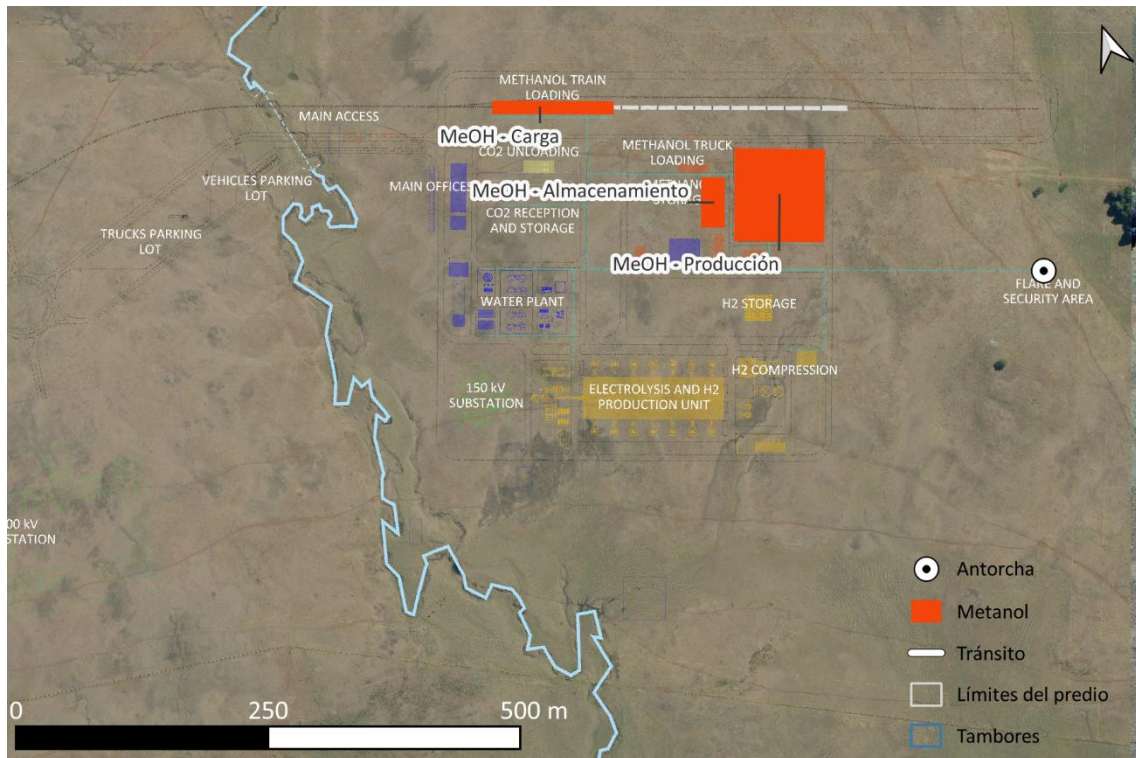 METHANOL TRAIN
LOADING
MAIN ACCESS
MeOH - Carga
CO2 UNLOADING
METHANOL TRUCK
LOADING
VEHICLES PARKING
LOT
MAIN OFFICES
MeOH - Almacenamiento
STORAGE
CO2 RECEPTION
AND STORAGE
TRUCKS PARKING
LOT
MeOH - Producción
FLARE AND
SECURITY AREA
WATER PLANT
H2 STORAGE
H2 COMPRESSION
150 kV
SUBSTATION
ELECTROLYSIS AND H2
PRODUCTION UNIT
00 kV
STATION
Antorcha
Metanol
Tránsito
Límites del predio
Tambores
0 250 500 m